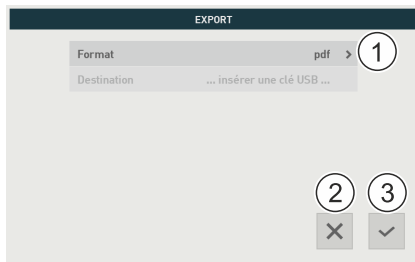 EXPORT
Format pdf > 1
Destination ... insérer une clé USB ...
2 3